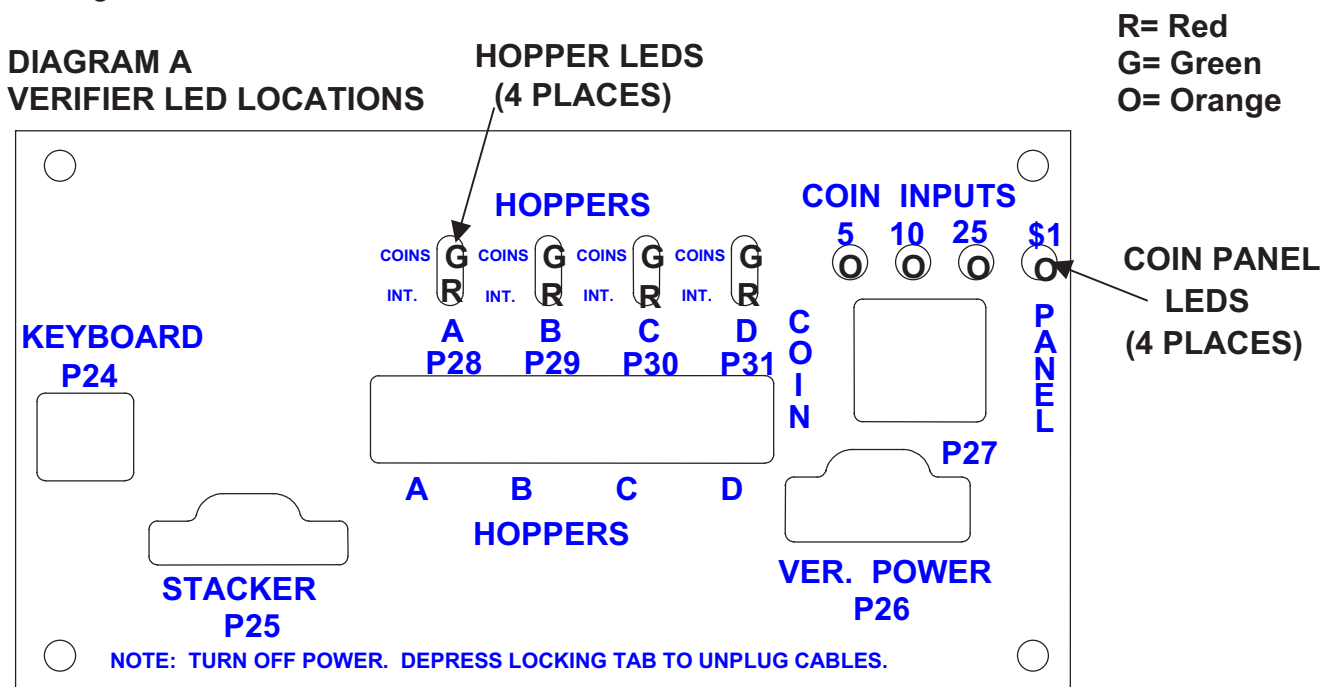 R= Red
G= Green
O= Orange
DIAGRAM A
VERIFIER LED LOCATIONS
HOPPER LEDS
(4 PLACES)
HOPPERS
COIN INPUTS
5 10 25 $1
COINS G COINS G COINS G COINS G
O O O O
INT. R INT. R INT. R INT. R
COIN PANEL
LEDS
(4 PLACES)
A B C D
P28 P29 P30 P31
COIN
PANEL
KEYBOARD
P24
P27
A B C D
HOPPERS
STACKER
P25
VER. POWER
P26
NOTE: TURN OFF POWER. DEPRESS LOCKING TAB TO UNPLUG CABLES.